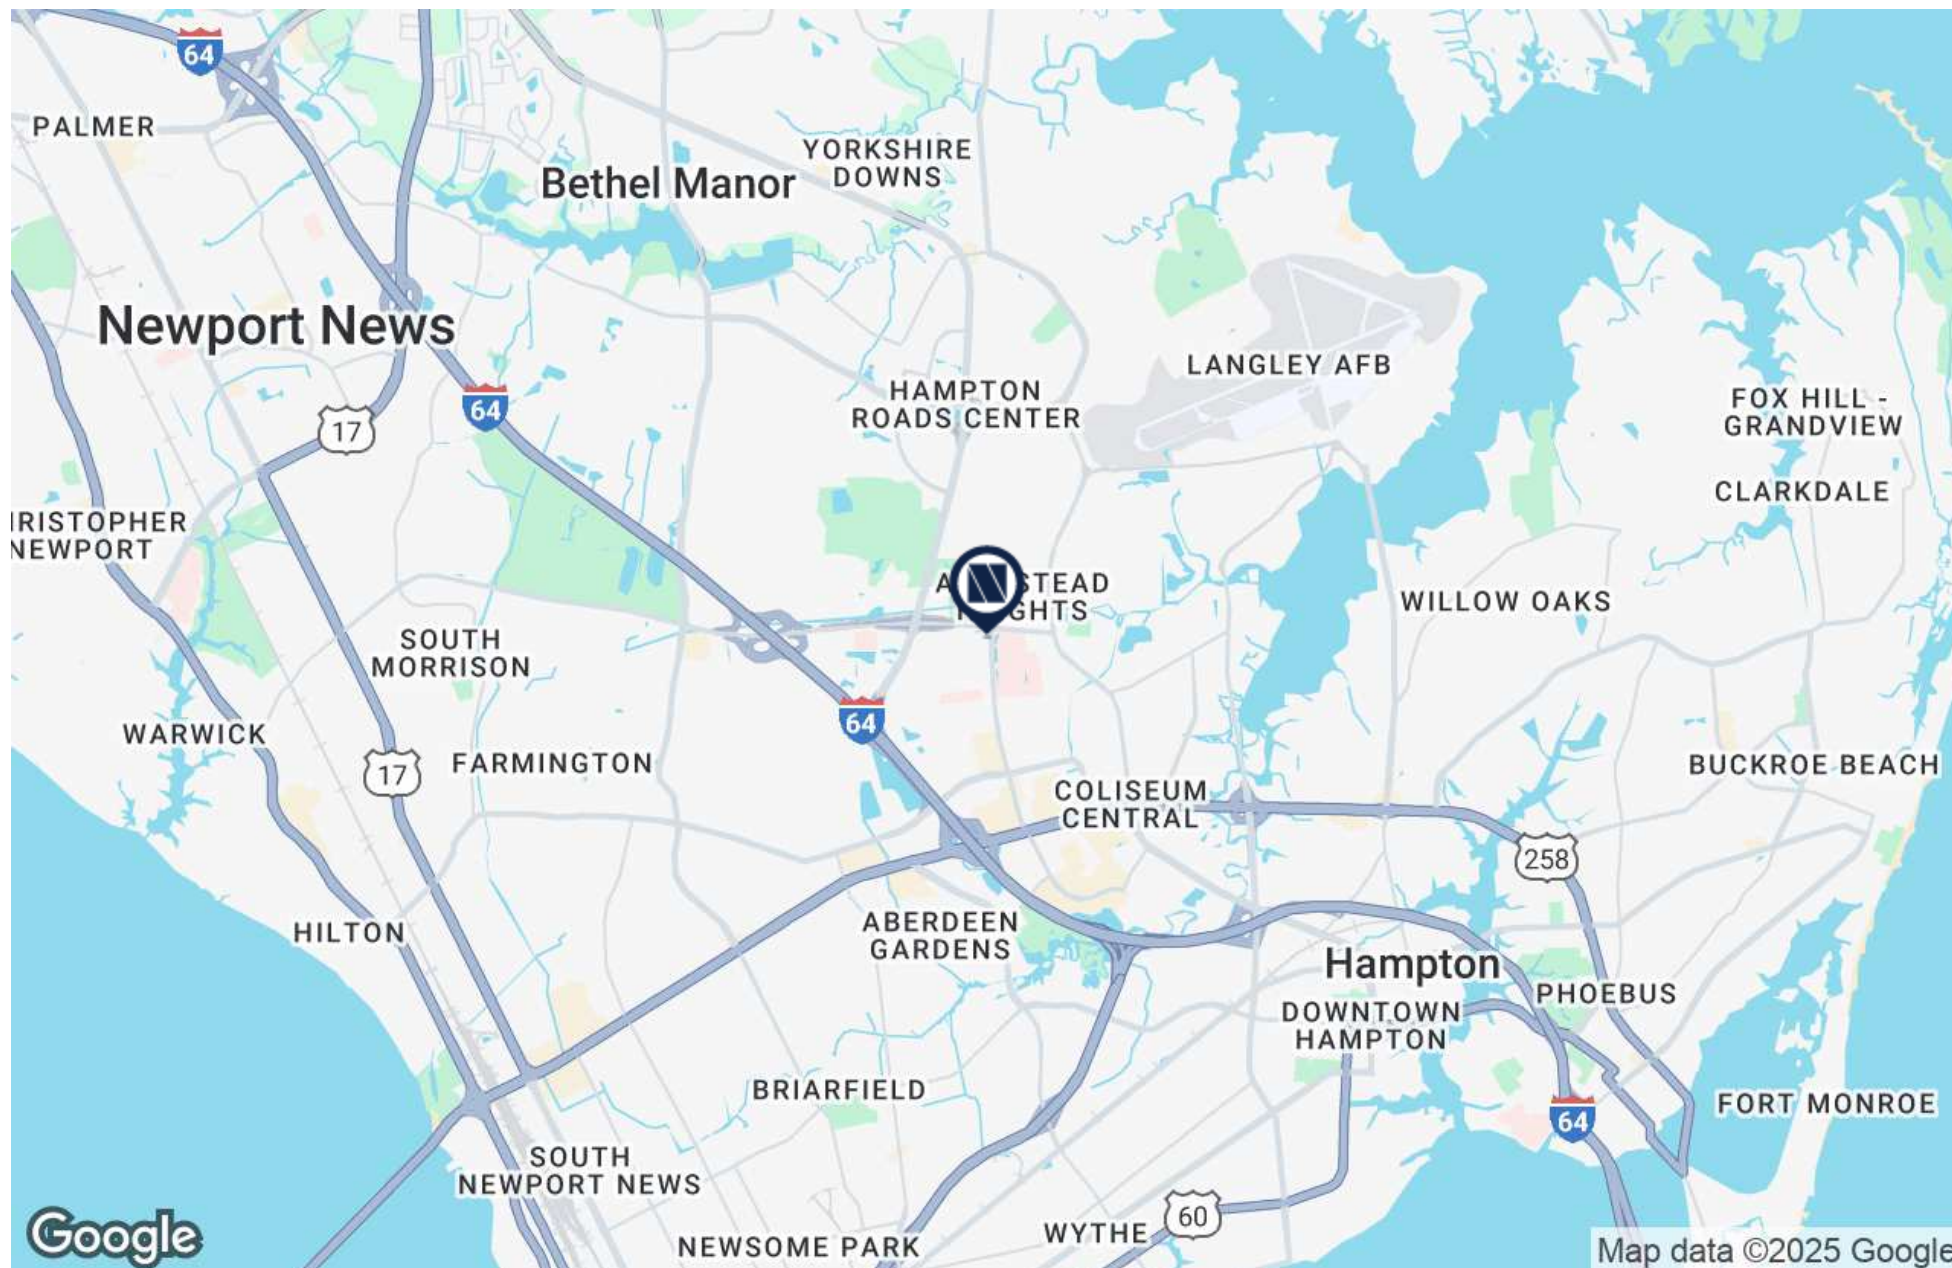 64
PALMER
YORKSHIRE
DOWNS
Bethel Manor
Newport News
LANGLEY AFB
64
HAMPTON
ROADS CENTER
17
FOX HILL -
GRANDVIEW
CLARKDALE
NEWPORT
STEAD
WILLOW OAKS
SOUTH
MORRISON
64
WARWICK
FARMINGTON
17
BUCKROE BEACH
COLISEUM
CENTRAL
258
ABERDEEN
GARDENS
HILTON
Hampton
PHOEBUS
DOWNTOWN
HAMPTON
BRIARFIELD
FORT MONROE
64
SOUTH
NEWPORT NEWS
60
WYTHE
NEWSOME PARK
Google
Map data ©2025 Google